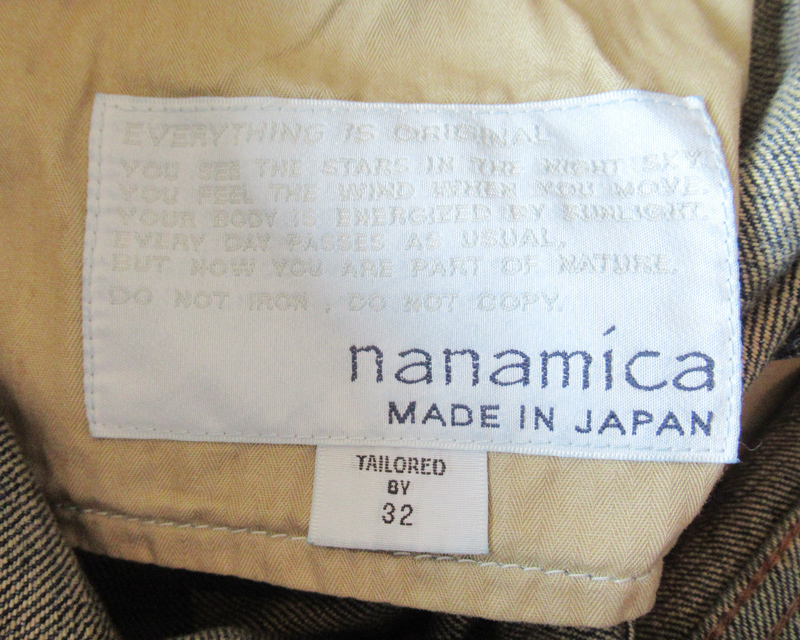 EVERYTHING IS ORIGINAL
YOU SEE THE STARS IN THE NIGHT SKY.
YOU FEEL THE WIND WHEN YOU MOVE.
YOUR BODY IS ENERGIZED BY SUNLIGHT.
EVERY DAY PASSES AS USUAL,
BUT NOW YOU ARE PART OF NATURE.
DO NOT IRON , DO NOT COPY.
nanamica
MADE IN JAPAN
TAILORED
BY
32